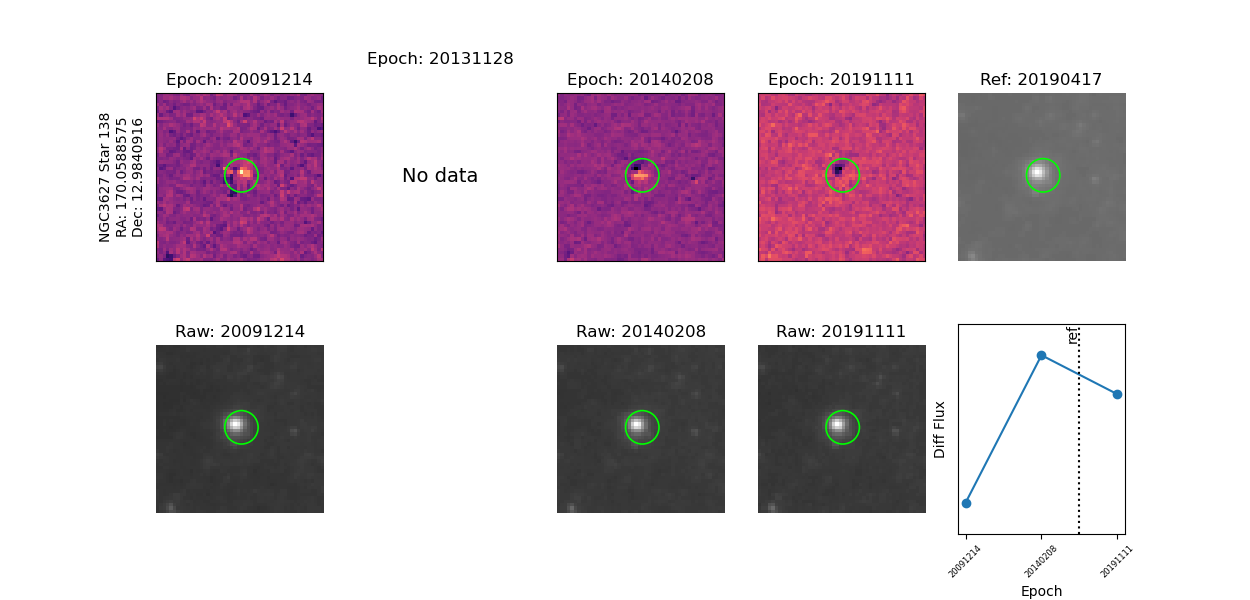 Epoch: 20131128
Epoch: 20091214
Epoch: 20140208
Epoch: 20191111
Ref: 20190417
NGC3627 Star 138
RA: 170.0588575
Dec: 12.9840916
No data
Raw: 20091214
Raw: 20140208
Raw: 20191111
ref
Diff Flux
20091214
20140208
20191111
Epoch